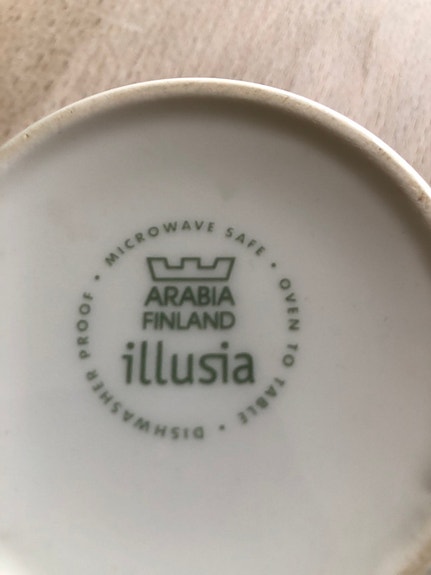 • MICROWAVE SAFE • OVEN TO TABLE • DISHWASHER PROOF
ARABIA
FINLAND
illusia